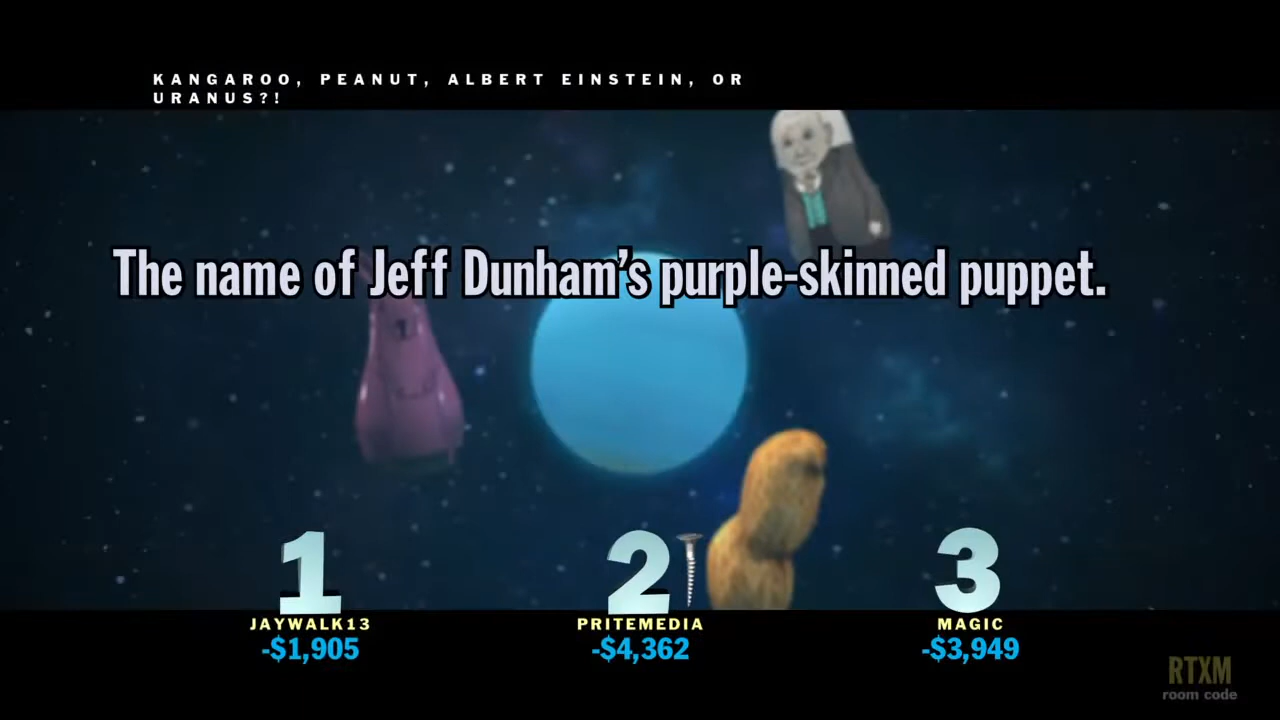 KANGAROO, PEANUT, ALBERT EINSTEIN, OR
URANUS?!
The name of Jeff Dunham's purple-skinned puppet.
1 2 3
JAYWALK13 PRITEMEDIA MAGIC
-$1,905 -$4,362 -$3,949
RTXM
room code